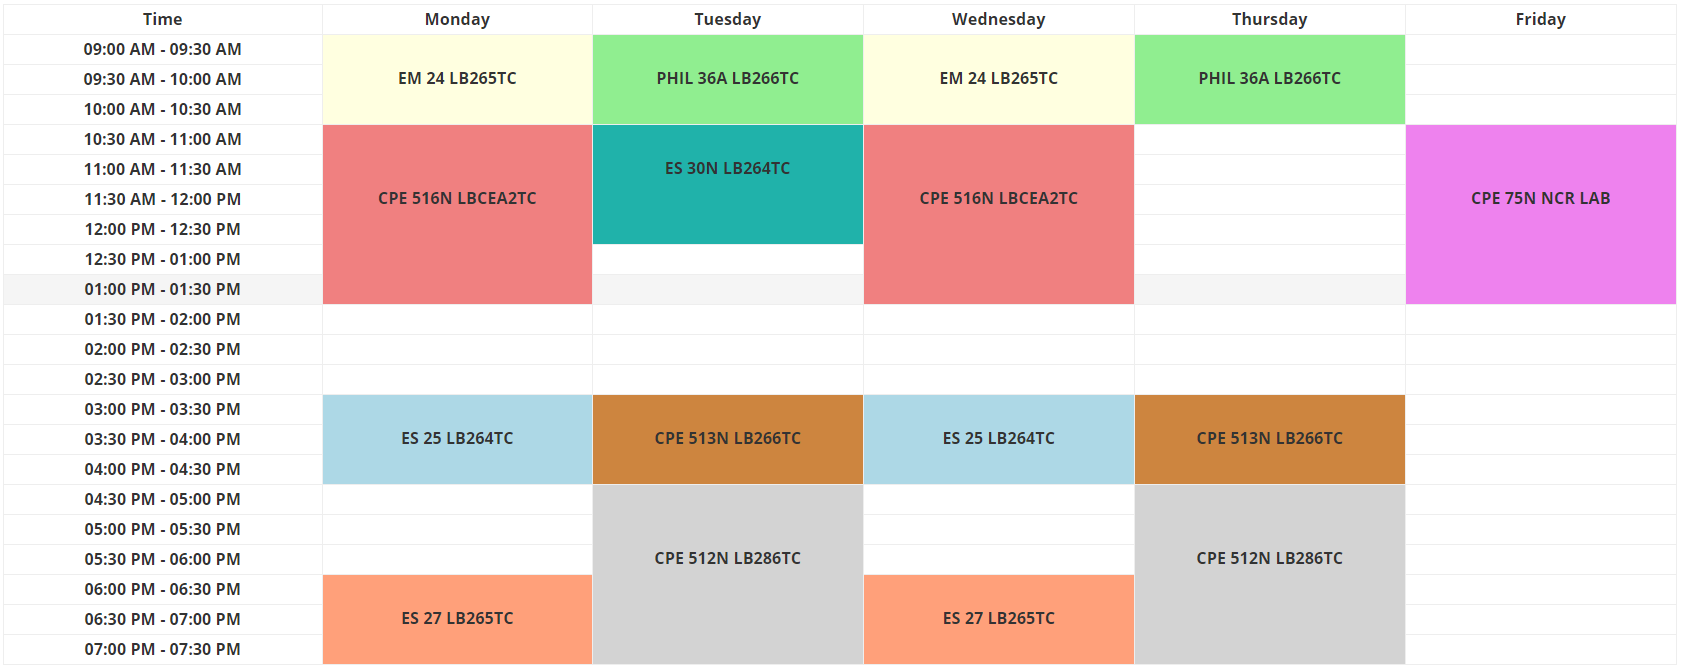 Time Monday Tuesday Wednesday Thursday Friday
09:00 AM - 09:30 AM
09:30 AM - 10:00 AM EM 24 LB265TC PHIL 36A LB266TC EM 24 LB265TC PHIL 36A LB266TC
10:00 AM - 10:30 AM
10:30 AM - 11:00 AM
11:00 AM - 11:30 AM ES 30N LB264TC
11:30 AM - 12:00 PM CPE 516N LBCEA2TC CPE 516N LBCEA2TC CPE 75N NCR LAB
12:00 PM - 12:30 PM
12:30 PM - 01:00 PM
01:00 PM - 01:30 PM
01:30 PM - 02:00 PM
02:00 PM - 02:30 PM
02:30 PM - 03:00 PM
03:00 PM - 03:30 PM
03:30 PM - 04:00 PM ES 25 LB264TC CPE 513N LB266TC ES 25 LB264TC CPE 513N LB266TC
04:00 PM - 04:30 PM
04:30 PM - 05:00 PM
05:00 PM - 05:30 PM
05:30 PM - 06:00 PM CPE 512N LB286TC CPE 512N LB286TC
06:00 PM - 06:30 PM
06:30 PM - 07:00 PM ES 27 LB265TC ES 27 LB265TC
07:00 PM - 07:30 PM